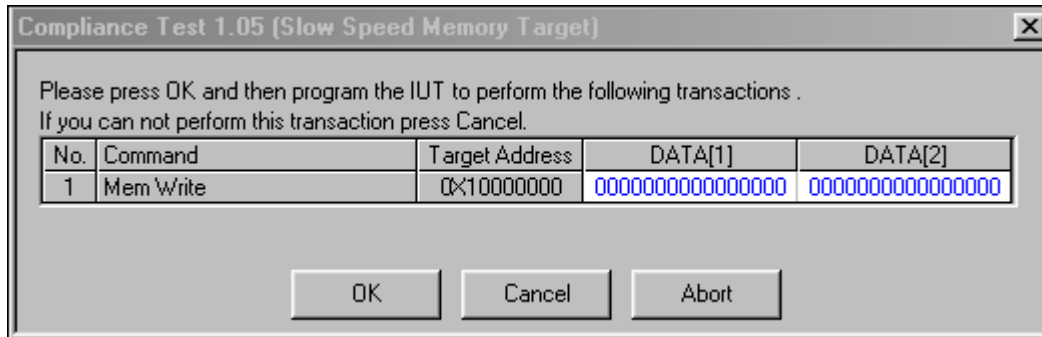 Compliance Test 1.05 (Slow Speed Memory Target)
Please press OK and then program the IUT to perform the following transactions .
If you can not perform this transaction press Cancel.
No. Command Target Address DATA[1] DATA[2]
1 Mem Write 0X10000000 0000000000000000 0000000000000000
OK Cancel Abort